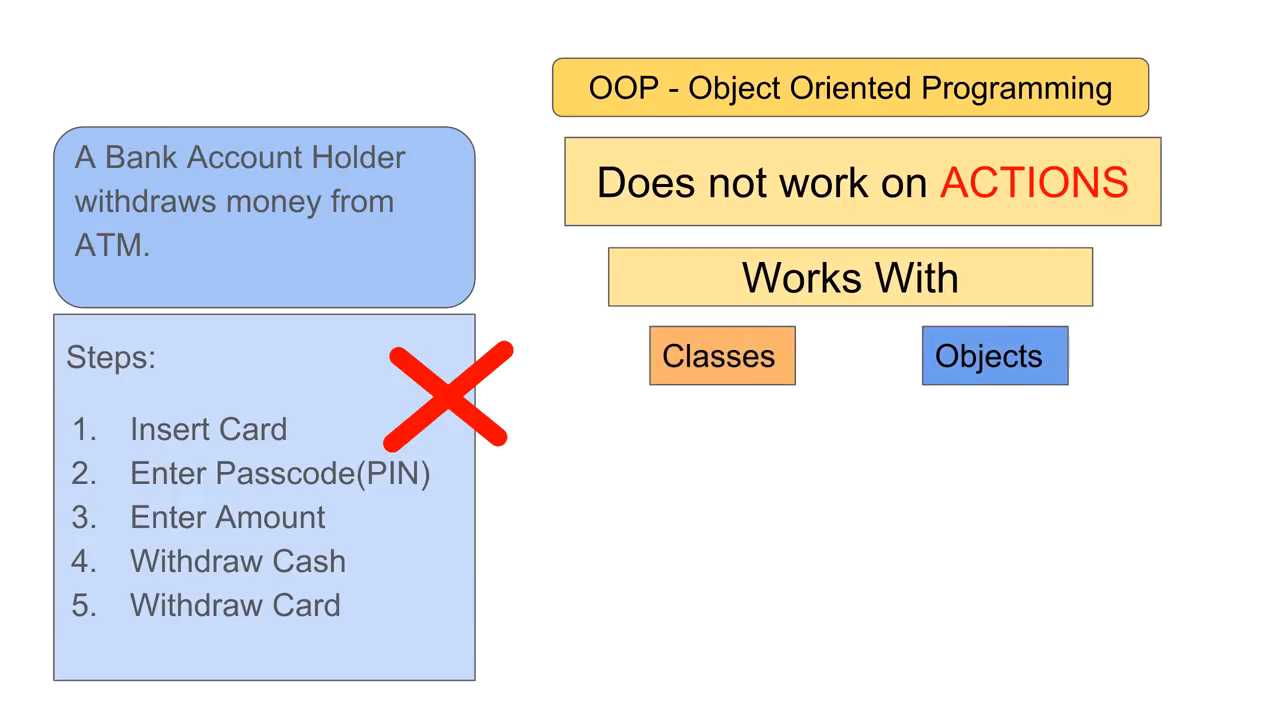 A Bank Account Holder
withdraws money from
ATM.
Steps:
1. Insert Card
2. Enter Passcode(PIN)
3. Enter Amount
4. Withdraw Cash
5. Withdraw Card
OOP - Object Oriented Programming
Does not work on ACTIONS
Works With
Classes
Objects